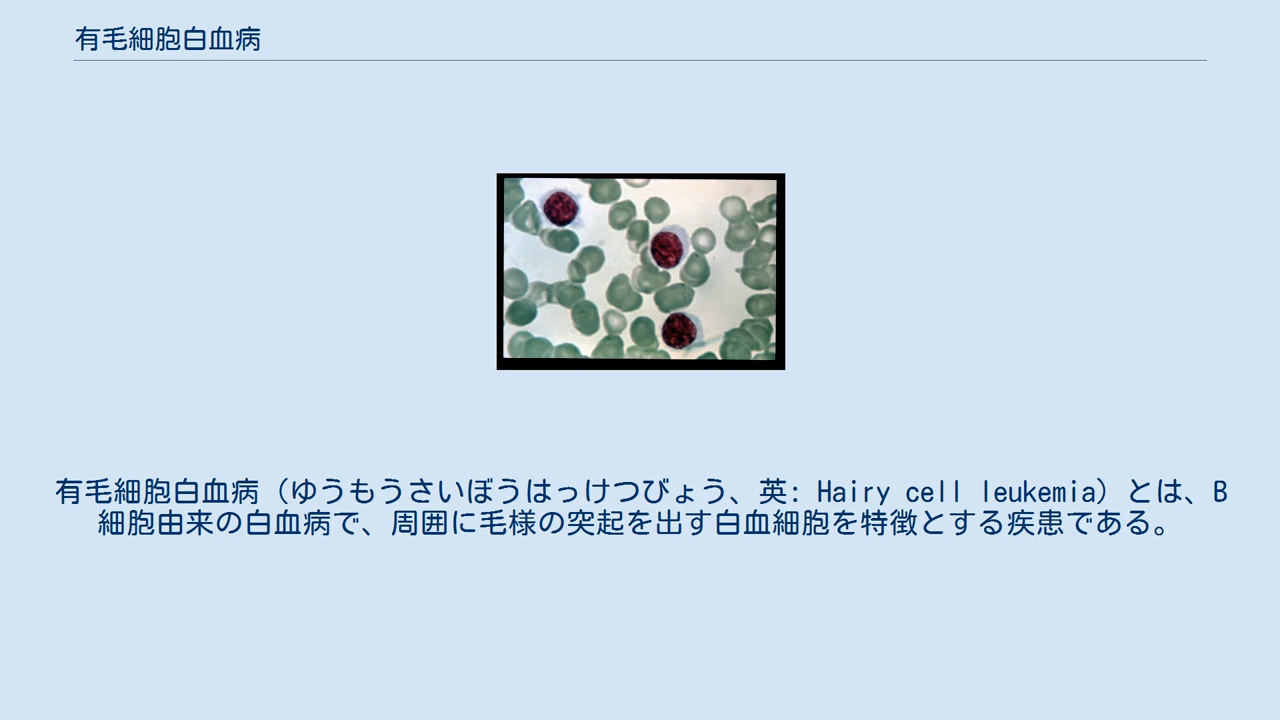 有毛細胞白血病
有毛細胞白血病（ゆうもうさいぼうはっけつびょう、英: Hairy cell leukemia）とは、B
細胞由来の白血病で、周囲に毛様の突起を出す白血細胞を特徴とする疾患である。